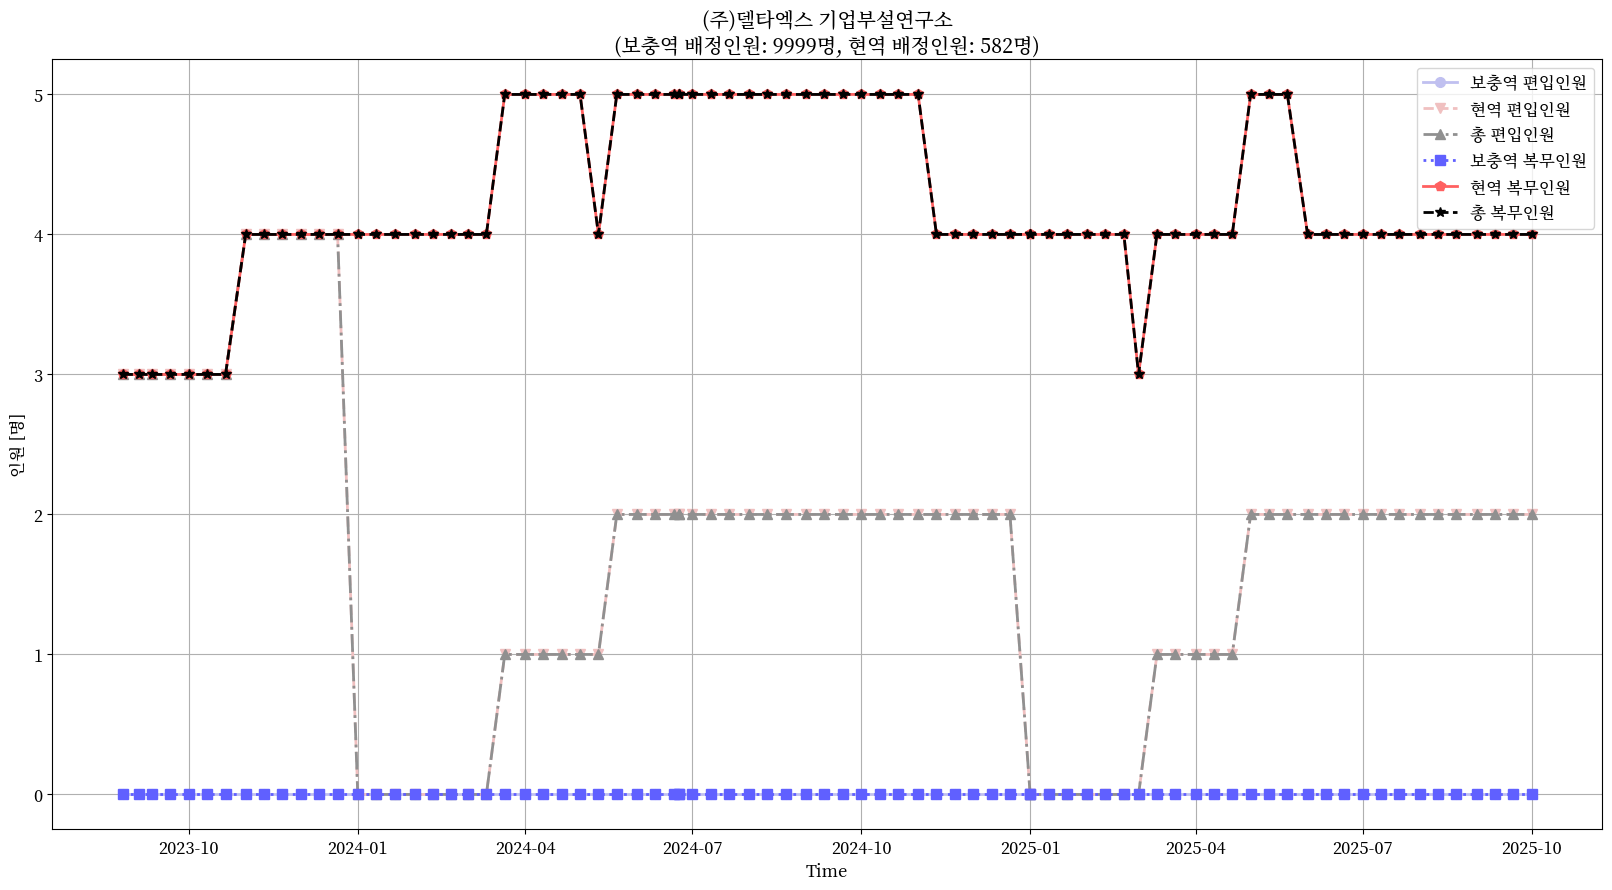 (주)델타엑스 기업부설연구소
(보충역 배정인원: 9999명, 현역 배정인원: 582명)
보충역 편입인원
현역 편입인원
총 편입인원
보충역 복무인원
현역 복무인원
총 복무인원
인원 [명]
5
4
3
2
1
0
2023-10
2024-01
2024-04
2024-07
2024-10
2025-01
2025-04
2025-07
2025-10
Time